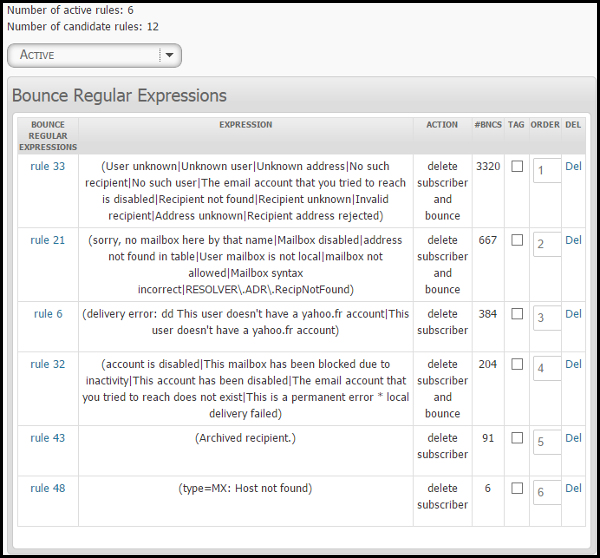 Number of active rules: 6
Number of candidate rules: 12
ACTIVE
Bounce Regular Expressions
BOUNCE REGULAR EXPRESSIONS EXPRESSION ACTION #BNCS TAG ORDER DEL
rule 33 (User unknown|Unknown user|Unknown address|No such delete 3320 1 Del
recipient|No such user|The email account that you tried to reach subscriber
is disabled|Recipient not found|Recipient unknown|Invalid and
recipient|Address unknown|Recipient address rejected) bounce
rule 21 (sorry, no mailbox here by that name|Mailbox disabled|address delete 667 2 Del
not found in table|User mailbox is not local|mailbox not subscriber
allowed|Mailbox syntax and
incorrect|RESOLVER\.ADR\.RecipNotFound) bounce
rule 6 (delivery error: dd This user doesn't have a yahoo.fr account|This delete 384 3 Del
user doesn't have a yahoo.fr account) subscriber
rule 32 (account is disabled|This mailbox has been blocked due to delete 204 4 Del
inactivity|This account has been disabled|The email account that subscriber
you tried to reach does not exist|This is a permanent error * local and
delivery failed) bounce
rule 43 (Archived recipient.) delete 91 5 Del
subscriber
rule 48 (type=MX: Host not found) delete 6 6 Del
subscriber